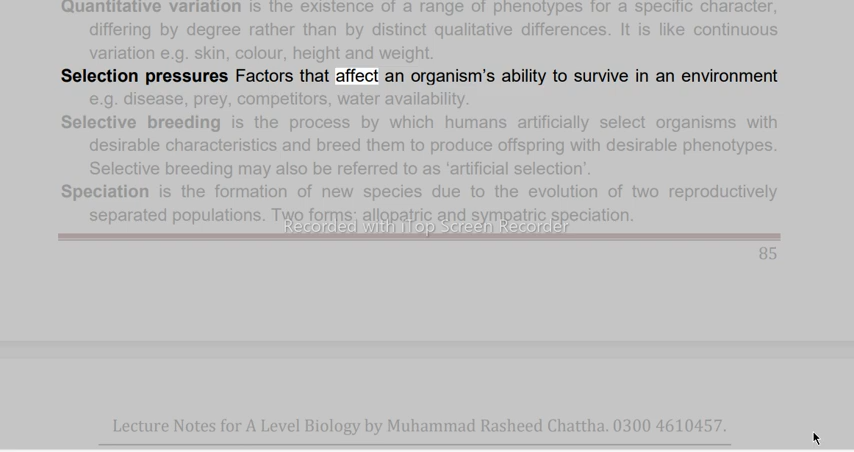 Quantitative variation is the existence of a range of phenotypes for a specific character,
differing by degree rather than by distinct qualitative differences. It is like continuous
variation e.g. skin, colour, height and weight.
Selection pressures Factors that affect an organism's ability to survive in an environment
e.g. disease, prey, competitors, water availability.
Selective breeding is the process by which humans artificially select organisms with
desirable characteristics and breed them to produce offspring with desirable phenotypes.
Selective breeding may also be referred to as 'artificial selection'.
Speciation is the formation of new species due to the evolution of two reproductively
separated populations. Two forms: allopatric and sympatric speciation.
Recorded with iTop Screen Recorder
85
Lecture Notes for A Level Biology by Muhammad Rasheed Chattha. 0300 4610457.